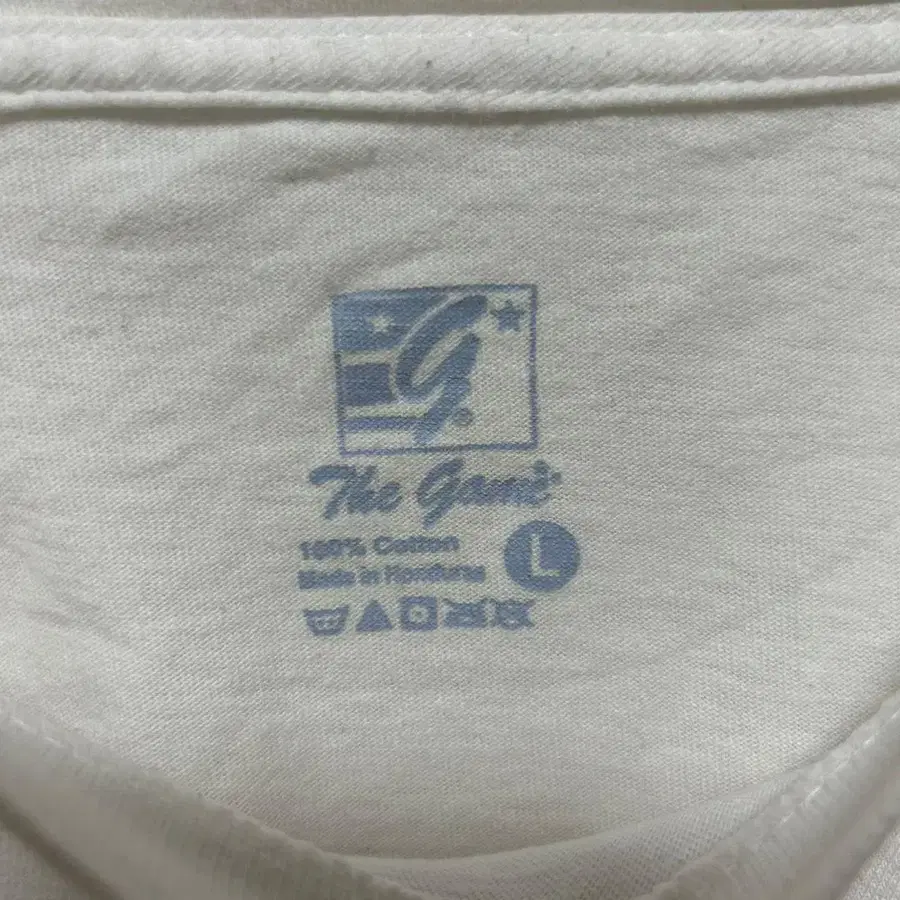 G®
The Game®
100% Cotton
Made in Honduras
L